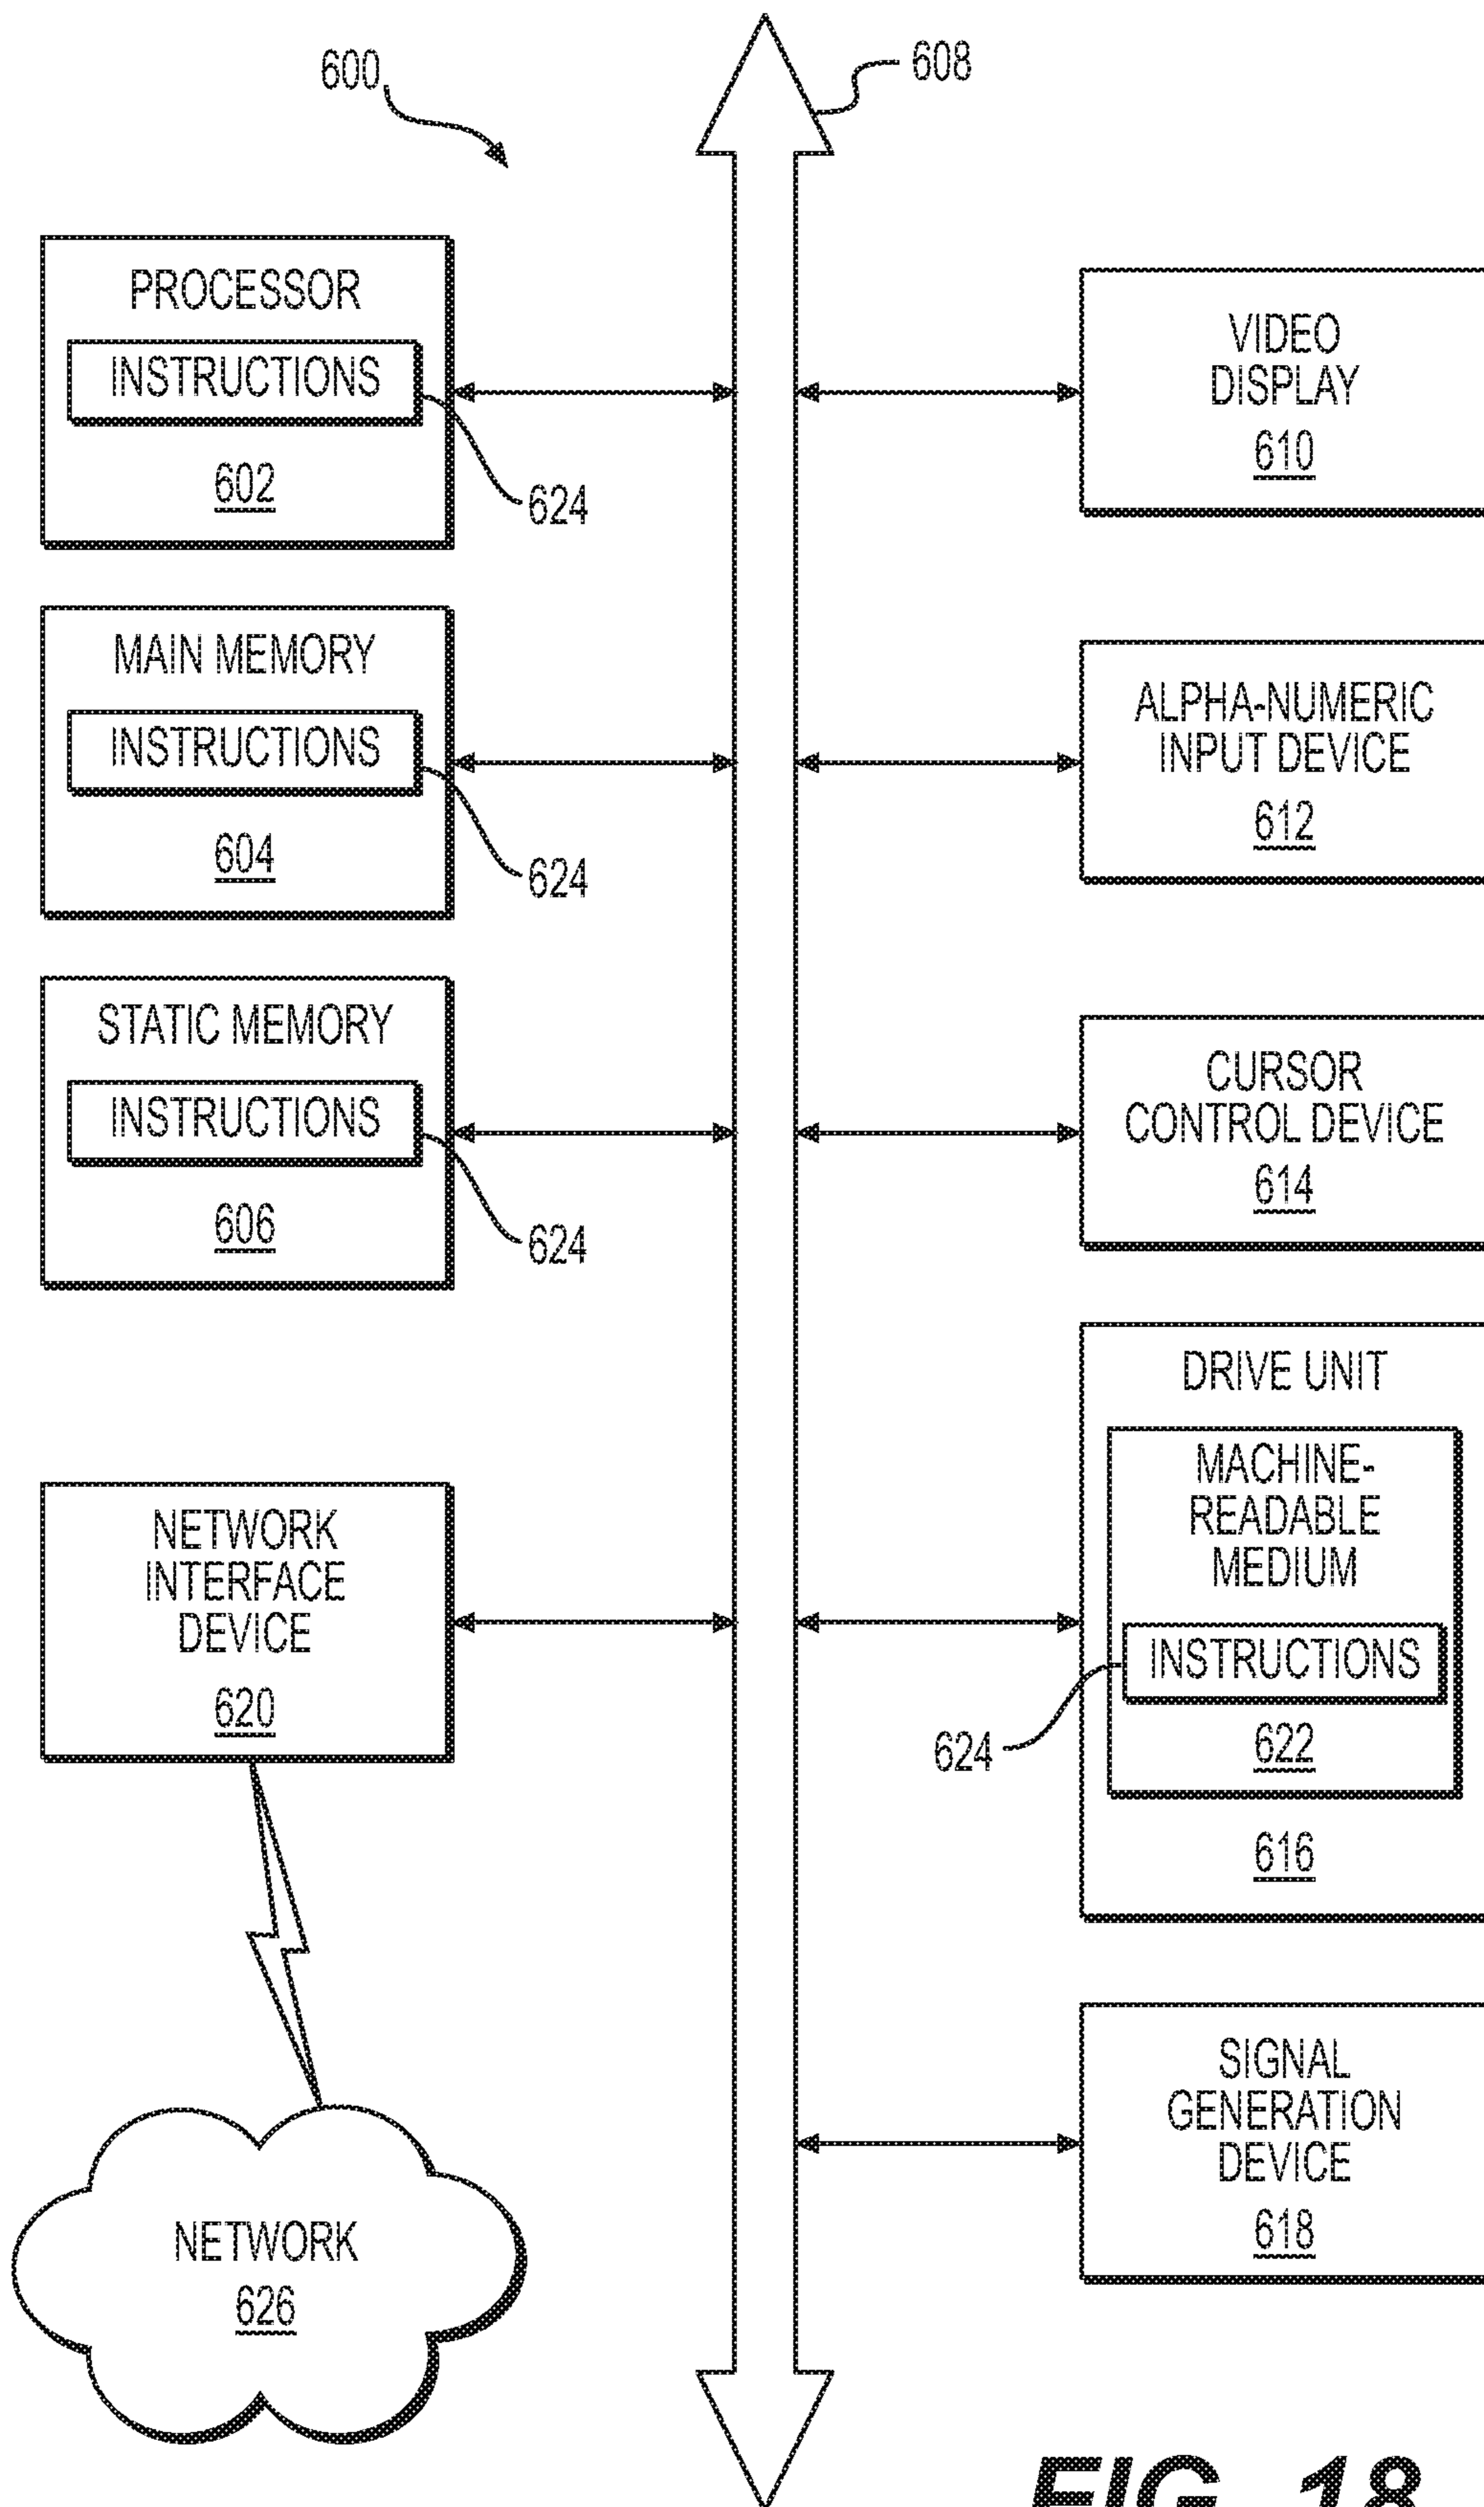 600
608
PROCESSOR
INSTRUCTIONS
602
624
MAIN MEMORY
INSTRUCTIONS
604
624
STATIC MEMORY
INSTRUCTIONS
606
624
NETWORK
INTERFACE
DEVICE
620
NETWORK
626
VIDEO
DISPLAY
610
ALPHA-NUMERIC
INPUT DEVICE
612
CURSOR
CONTROL DEVICE
614
DRIVE UNIT
MACHINE-
READABLE
MEDIUM
INSTRUCTIONS
624
622
616
SIGNAL
GENERATION
DEVICE
618
FIG. 18